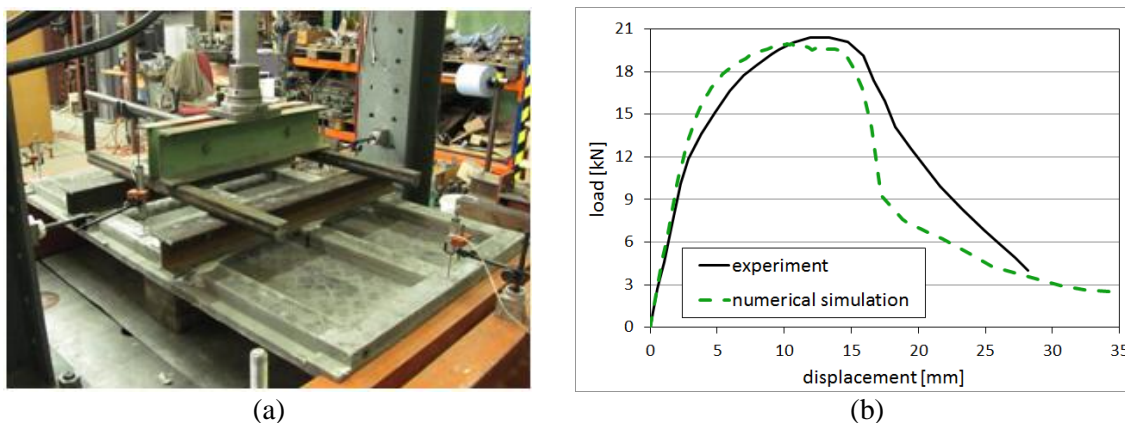 21
18
15
12
9
6
3
0
load [kN]
experiment
numerical simulation
0 5 10 15 20 25 30 35
displacement [mm]
(a) (b)